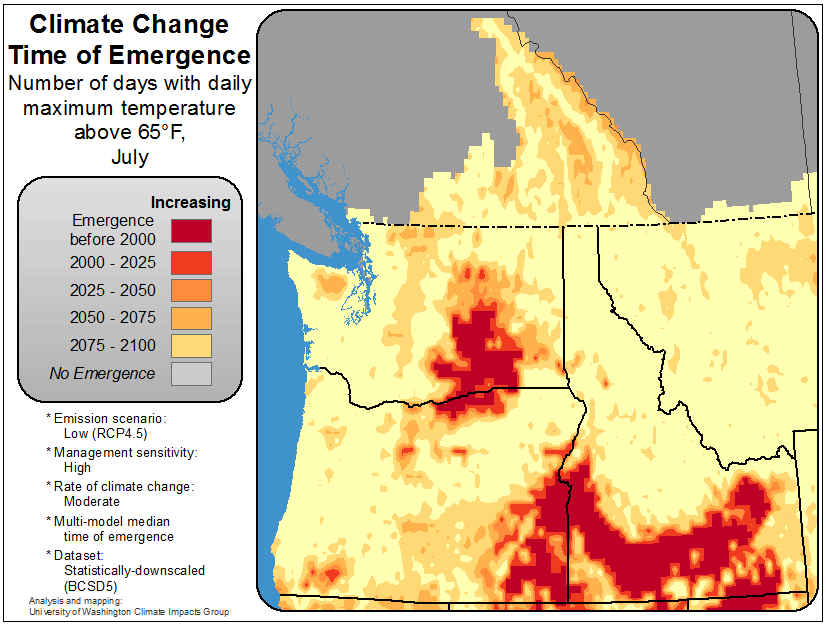 Climate Change
Time of Emergence
Number of days with daily
maximum temperature
above 65°F,
July
Increasing
Emergence
before 2000
2000 - 2025
2025 - 2050
2050 - 2075
2075 - 2100
No Emergence
* Emission scenario:
Low (RCP4.5)
* Management sensitivity:
High
* Rate of climate change:
Moderate
* Multi-model median
time of emergence
* Dataset:
Statistically-downscaled
(BCSD5)
Analysis and mapping:
University of Washington Climate Impacts Group